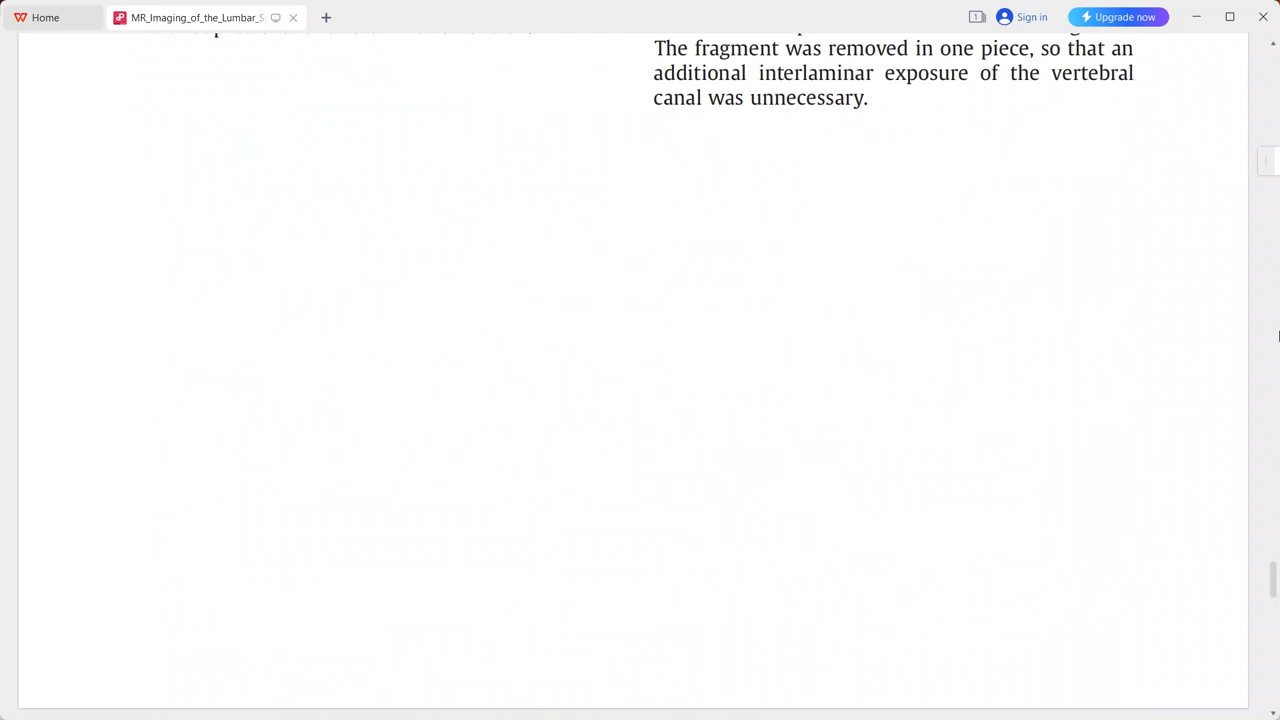 Home
MR_Imaging_of_the_Lumbar_S
1
Sign in
Upgrade now
The fragment was removed in one piece, so that an
additional interlaminar exposure of the vertebral
canal was unnecessary.